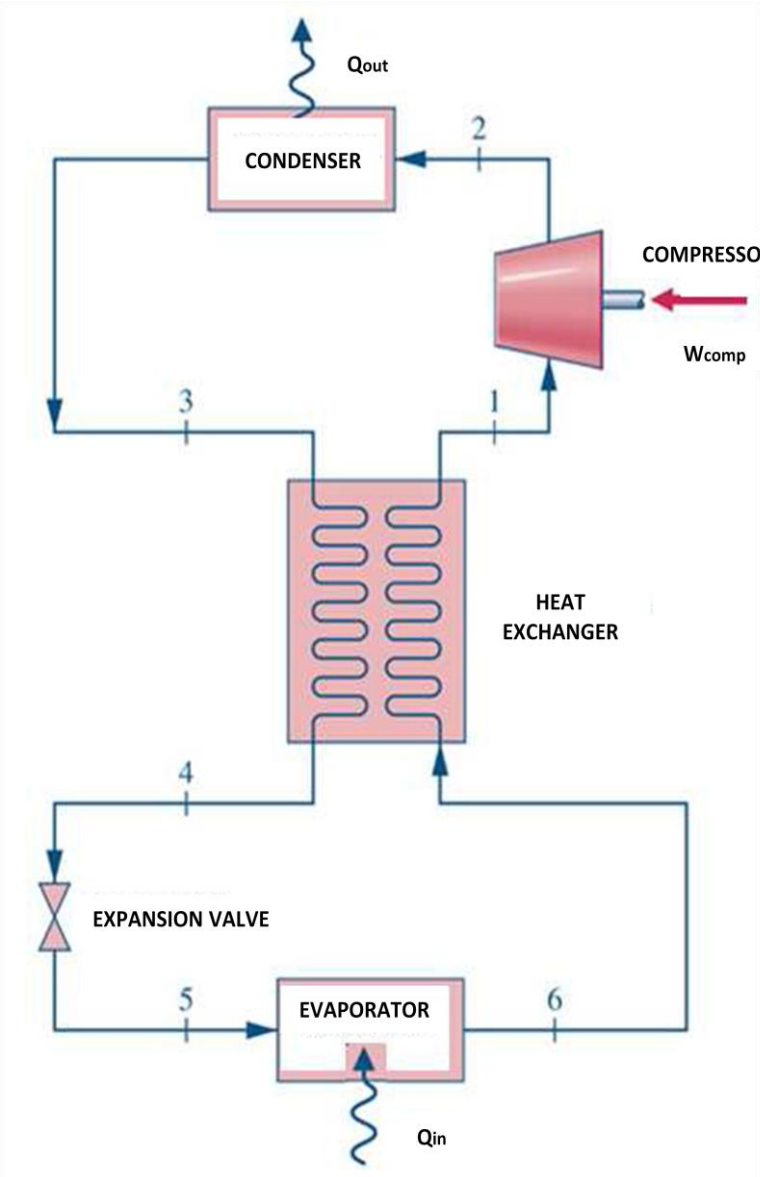 Qout
CONDENSER
2
COMPRESSO
Wcomp
3
1
HEAT
EXCHANGER
4
EXPANSION VALVE
5
EVAPORATOR
6
Qin